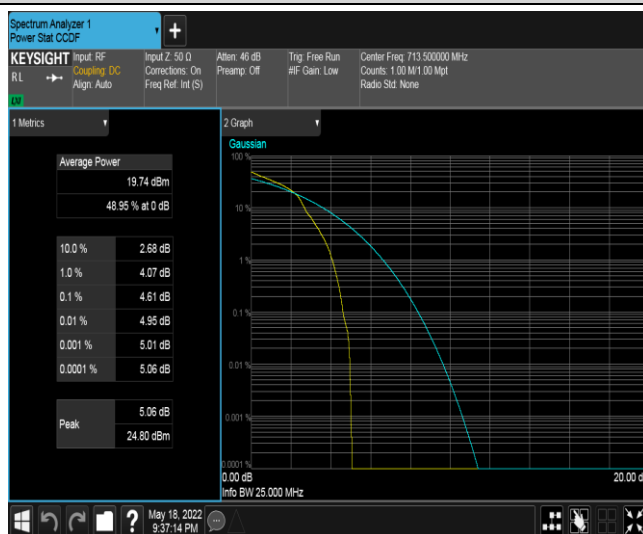 Spectrum Analyzer 1
Power Stat CCDF
KEYSIGHT
RL
Input: RF
Coupling: DC
Align: Auto
Input Z: 50 Ω
Corrections: On
Freq Ref: Int (S)
Atten: 46 dB
Preamp: Off
Trig: Free Run
#IF Gain: Low
Center Freq: 713.500000 MHz
Counts: 1.00 M/1.00 Mpt
Radio Std: None
1 Metrics
Average Power
19.74 dBm
48.95 % at 0 dB
10.0 % 2.68 dB
1.0 % 4.07 dB
0.1 % 4.61 dB
0.01 % 4.95 dB
0.001 % 5.01 dB
0.0001 % 5.06 dB
Peak
5.06 dB
24.80 dBm
2 Graph
Gaussian
100 %
10 %
1 %
0.1 %
0.01 %
0.001 %
0.0001 %
0.00 dB
20.00 d
Info BW 25.000 MHz
May 18, 2022
9:37:14 PM